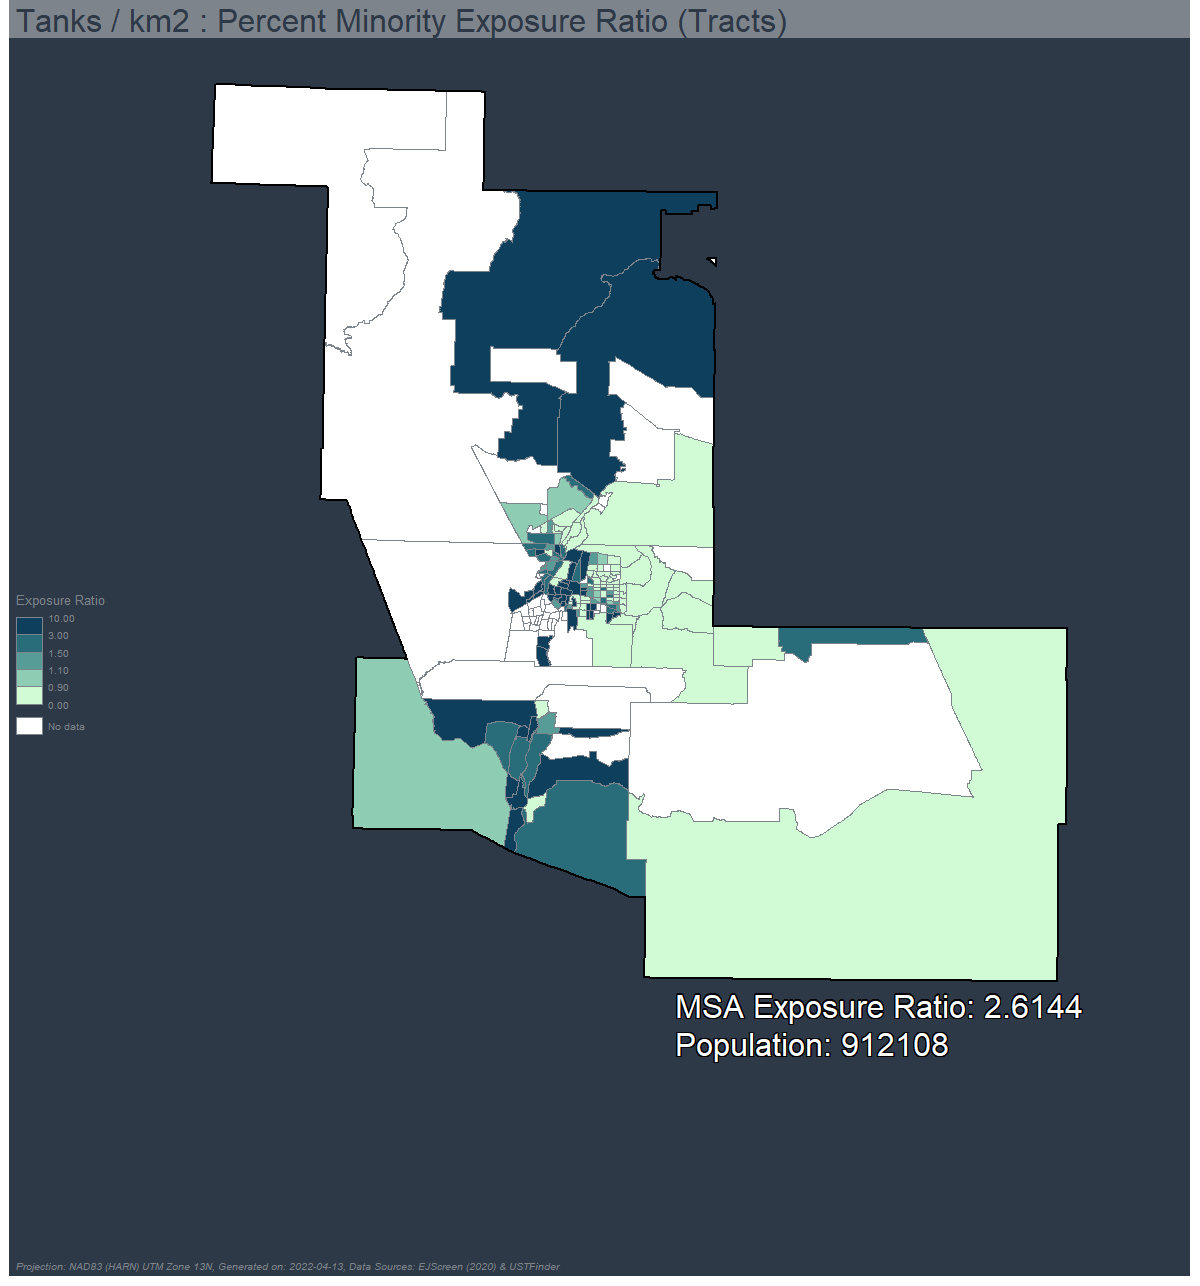 Tanks / km2 : Percent Minority Exposure Ratio (Tracts)
Exposure Ratio
10.00
3.00
1.50
1.10
0.90
0.00
No data
MSA Exposure Ratio: 2.6144
Population: 912108
Projection: NAD83 (HARN) UTM Zone 13N, Generated on: 2022-04-13, Data Sources: EJScreen (2020) & USTFinder